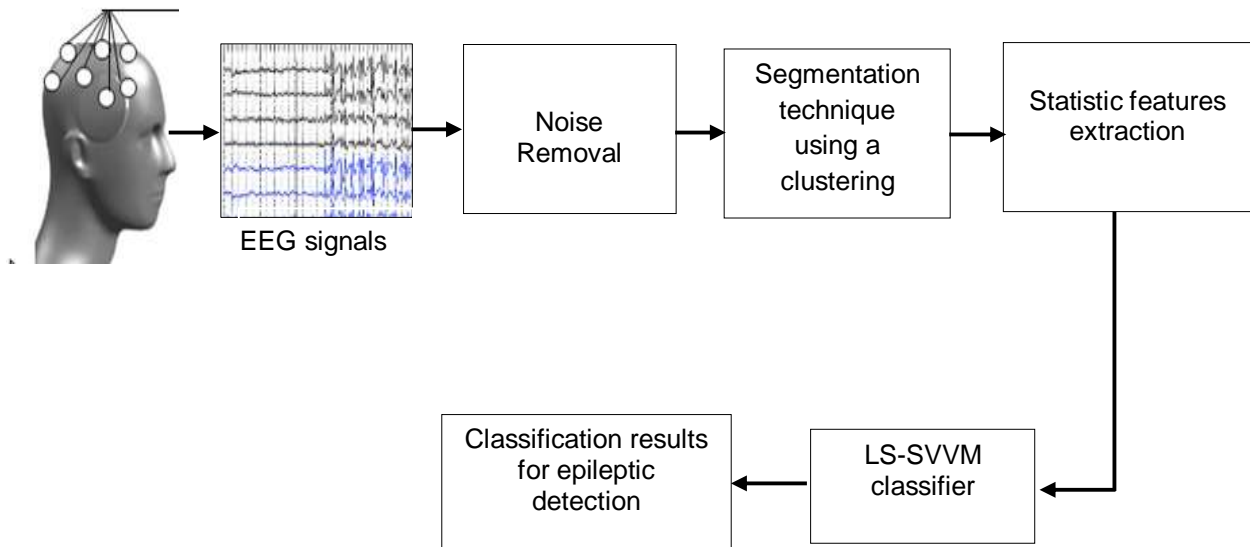 EEG signals
Noise
Removal
Segmentation
technique
using a
clustering
Statistic features
extraction
LS-SVVM
classifier
Classification results
for epileptic
detection